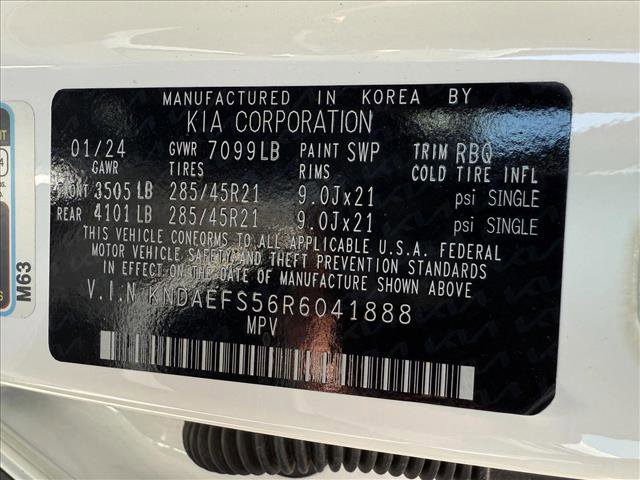 MANUFACTURED IN KOREA BY
KIA CORPORATION
01/24 GVWR 7099LB PAINT SWP TRIM RBQ
GAWR TIRES RIMS COLD TIRE INFL
FRONT 3505 LB 285/45R21 9.0Jx21 psi SINGLE
REAR 4101 LB 285/45R21 9.0Jx21 psi SINGLE
THIS VEHICLE CONFORMS TO ALL APPLICABLE U.S.A. FEDERAL
MOTOR VEHICLE SAFETY AND THEFT PREVENTION STANDARDS
IN EFFECT ON THE DATE OF MANUFACTURE SHOWN ABOVE
V.I.N KNDAEFS56R6041888
MPV
M63